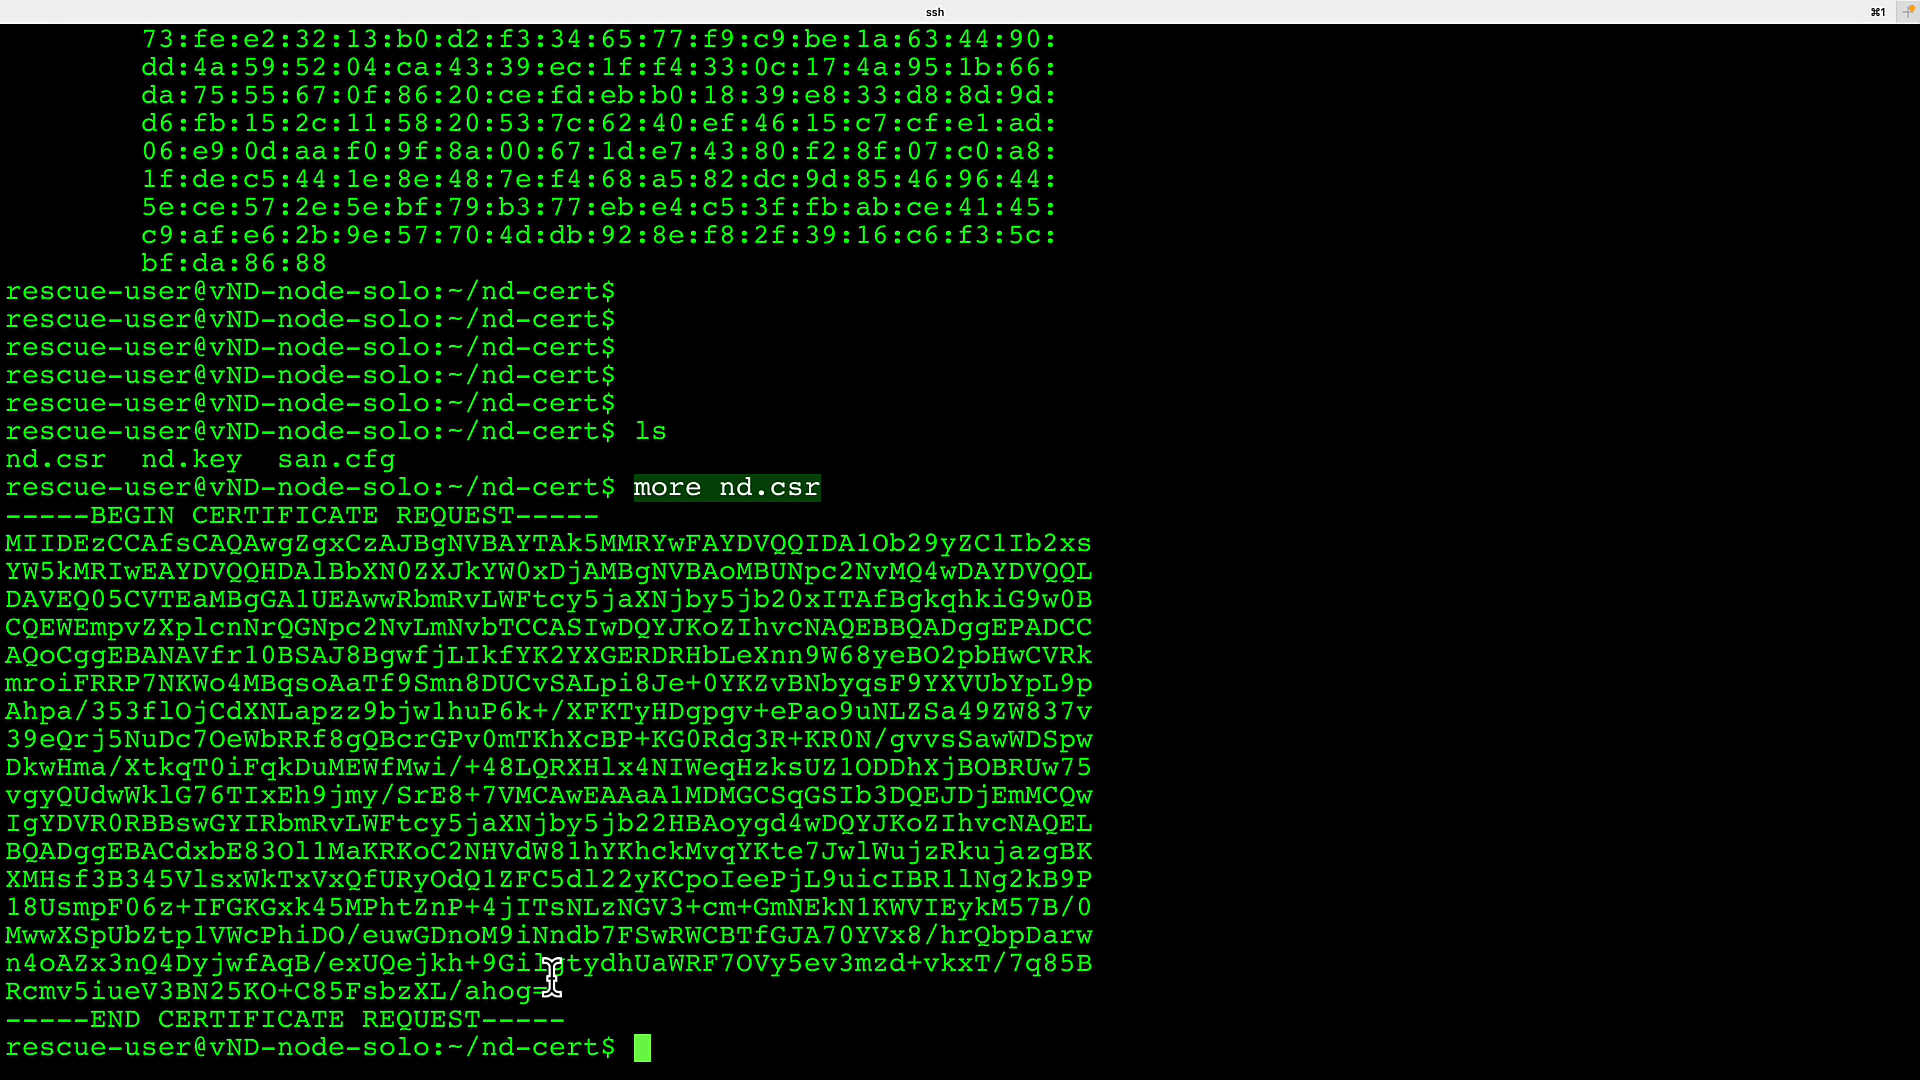 ssh
⌘1
73:fe:e2:32:13:b0:d2:f3:34:65:77:f9:c9:be:1a:63:44:90:
dd:4a:59:52:04:ca:43:39:ec:1f:f4:33:0c:17:4a:95:1b:66:
da:75:55:67:0f:86:20:ce:fd:eb:b0:18:39:e8:33:d8:8d:9d:
d6:fb:15:2c:11:58:20:53:7c:62:40:ef:46:15:c7:cf:e1:ad:
06:e9:0d:aa:f0:9f:8a:00:67:1d:e7:43:80:f2:8f:07:c0:a8:
1f:de:c5:44:1e:8e:48:7e:f4:68:a5:82:dc:9d:85:46:96:44:
5e:ce:57:2e:5e:bf:79:b3:77:eb:e4:c5:3f:fb:ab:ce:41:45:
c9:af:e6:2b:9e:57:70:4d:db:92:8e:f8:2f:39:16:c6:f3:5c:
bf:da:86:88
rescue-user@vND-node-solo:~/nd-cert$
rescue-user@vND-node-solo:~/nd-cert$
rescue-user@vND-node-solo:~/nd-cert$
rescue-user@vND-node-solo:~/nd-cert$
rescue-user@vND-node-solo:~/nd-cert$
rescue-user@vND-node-solo:~/nd-cert$ ls
nd.csr  nd.key  san.cfg
rescue-user@vND-node-solo:~/nd-cert$ more nd.csr
-----BEGIN CERTIFICATE REQUEST-----
MIIDEzCCAfsCAQAwgZgxCzAJBgNVBAYTAk5MMRYwFAYDVQQIDA1Ob29yZC1Ib2xs
YW5kMRIwEAYDVQQHDAlBbXN0ZXJkYW0xDjAMBgNVBAoMBUNpc2NvMQ4wDAYDVQQL
DAVEQ05CVTEaMBgGA1UEAwwRbmRvLWFtcy5jaXNjby5jb20xITAfBgkqhkiG9w0B
CQEWEmpvZXplcnNrQGNpc2NvLmNvbTCCASIwDQYJKoZIhvcNAQEBBQADggEPADCC
AQoCggEBANAVfr10BSAJ8BgwfjLIkfYK2YXGERDRHbLeXnn9W68yeBO2pbHwCVRk
mroiFRRP7NKWo4MBqsoAaTf9Smn8DUCvSALpi8Je+0YKZvBNbyqsF9YXVUbYpL9p
Ahpa/353flOjCdXNLapzz9bjw1huP6k+/XFKTyHDgpgv+ePao9uNLZSa49ZW837v
39eQrj5NuDc7OeWbRRf8gQBcrGPv0mTKhXcBP+KG0Rdg3R+KR0N/gvvsSawWDSpw
DkwHma/XtkqT0iFqkDuMEWfMwi/+48LQRXHlx4NIWeqHzksUZ1ODDhXjBOBRUw75
vgyQUdwWklG76TIxEh9jmy/SrE8+7VMCAwEAAaA1MDMGCSqGSIb3DQEJDjEmMCQw
IgYDVR0RBBswGYIRbmRvLWFtcy5jaXNjby5jb22HBAoygd4wDQYJKoZIhvcNAQEL
BQADggEBACdxbE83Ol1MaKRKoC2NHVdW81hYKhckMvqYKte7JwlWujzRkujazgBK
XMHsf3B345VlsxWkTxVxQfURyOdQ1ZFC5dl22yKCpoIeePjL9uicIBR1lNg2kB9P
18UsmpF06z+IFGKGxk45MPhtZnP+4jITsNLzNGV3+cm+GmNEkN1KWVIEykM57B/0
MwwXSpUbZtp1VWcPhiDO/euwGDnoM9iNndb7FSwRWCBTfGJA70YVx8/hrQbpDarw
n4oAZx3nQ4DyjwfAqB/exUQejkh+9GilgtydhUaWRF7OVy5ev3mzd+vkxT/7q85B
Rcmv5iueV3BN25KO+C85FsbzXL/ahog=
-----END CERTIFICATE REQUEST-----
rescue-user@vND-node-solo:~/nd-cert$